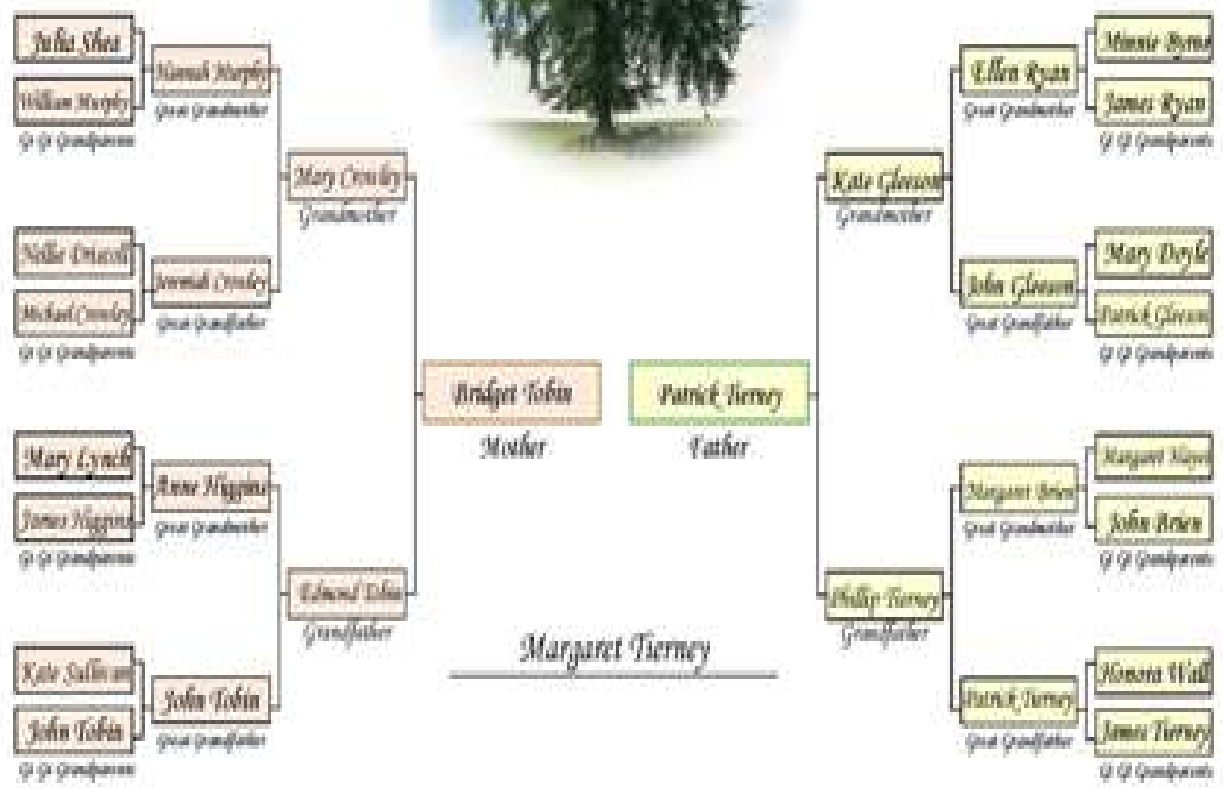 Julia Shea
William Murphy
Gt Gt Grandparents
Hannah Murphy
Great Grandmother
Mary Crowley
Grandmother
Nellie Driscoll
Michael Crowley
Gt Gt Grandparents
Jeremiah Crowley
Great Grandfather
Bridget Tobin
Mother
Mary Lynch
James Higgins
Gt Gt Grandparents
Anne Higgins
Great Grandmother
Edmond Tobin
Grandfather
Kate Sullivan
John Tobin
Gt Gt Grandparents
John Tobin
Great Grandfather
Margaret Tierney
Patrick Tierney
Father
Kate Gleeson
Grandmother
Ellen Ryan
Great Grandmother
Minnie Byrne
James Ryan
Gt Gt Grandparents
John Gleeson
Great Grandfather
Mary Doyle
Patrick Gleeson
Gt Gt Grandparents
Phillip Tierney
Grandfather
Margaret Brien
Great Grandmother
Margaret Hayes
John Brien
Gt Gt Grandparents
Patrick Tierney
Great Grandfather
Honora Wall
James Tierney
Gt Gt Grandparents